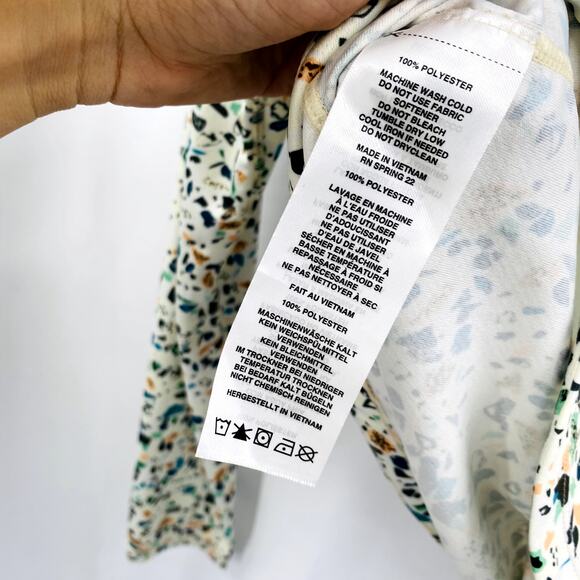 100% POLYESTER
MACHINE WASH COLD
DO NOT USE FABRIC
SOFTENER
DO NOT BLEACH
TUMBLE DRY LOW
COOL IRON IF NEEDED
DO NOT DRYCLEAN
MADE IN VIETNAM
RN SPRING 22
100% POLYESTER
LAVAGE EN MACHINE
À L'EAU FROIDE
NE PAS UTILISER
D'ADOUCISSANT
NE PAS UTILISER
D'EAU DE JAVEL
SÉCHER EN MACHINE À
BASSE TEMPÉRATURE
REPASSAGE À FROID SI
NÉCESSAIRE
NE PAS NETTOYER À SEC
FAIT AU VIETNAM
100% POLYESTER
MASCHINENWÄSCHE KALT
KEIN WEICHSPÜLMITTEL
VERWENDEN
KEIN BLEICHMITTEL
VERWENDEN
IM TROCKNER BEI NIEDRIGER
TEMPERATUR TROCKNEN
BEI BEDARF KALT BÜGELN
NICHT CHEMISCH REINIGEN
HERGESTELLT IN VIETNAM